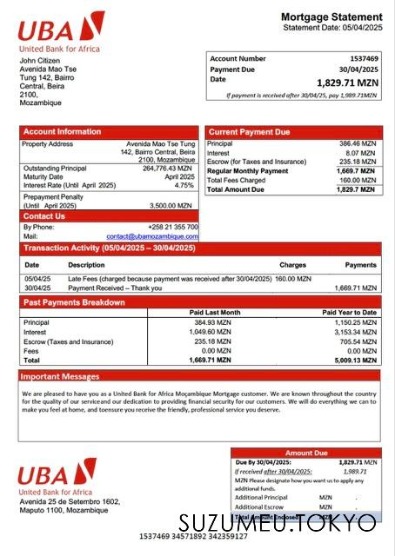 UBA
United Bank for Africa
Mortgage Statement
Statement Date: 05/04/2025
John Citizen
Avenida Mao Tse
Tung 142, Bairro
Central, Beira
2100,
Mozambique
Account Number 1537469
Payment Due 30/04/2025
Date 1,829.71 MZN
If payment is received after 30/04/25, pay 1,989.71MZN
Account Information
Property Address Avenida Mao Tse Tung
142, Bairro Central, Beira
2100, Mozambique
Outstanding Principal 264,776.43 MZN
Maturity Date April 2025
Interest Rate (Until April 2025) 4.75%
Prepayment Penalty
(Until April 2025) 3,500.00 MZN
Contact Us
By Phone: +258 21 355 700
Mail: contact@ubamozambique.com
Current Payment Due
Principal 386.46 MZN
Interest 8.07 MZN
Escrow (for Taxes and Insurance) 235.18 MZN
Regular Monthly Payment 1,669.7 MZN
Total Fees Charged 160.00 MZN
Total Amount Due 1,829.7 MZN
Transaction Activity (05/04/2025 – 30/04/2025)
Date Description Charges Payments
05/04/25 Late Fees (charged because payment was received after 30/04/2025) 160.00 MZN
30/04/25 Payment Received – Thank you 1,669.71 MZN
Past Payments Breakdown
Paid Last Month Paid Year to Date
Principal 384.93 MZN 1,150.25 MZN
Interest 1,049.60 MZN 3,153.34 MZN
Escrow (Taxes and Insurance) 235.18 MZN 705.54 MZN
Fees 0.00 MZN 0.00 MZN
Total 1,669.71 MZN 5,009.13 MZN
Important Messages
We are pleased to have you as a United Bank for Africa Moçambique Mortgage customer. We are known throughout the country
for the quality of our serviceand our dedication to providing financial security for our customers. We will do everything we can to
make you feel at home, and toenssure you receive the friendly, professional service you deserve.
UBA
United Bank for Africa
Avenida 25 de Setembro 1602,
Maputo 1100, Mozambique
Amount Due
Due By 30/04/2025: 1,829.71 MZN
If received after 30/04/2025: 1,989.71
MZN Please designate how you want us to apply any
additional funds.
Additional Principal MZN .
Additional Escrow MZN .
Total Amount Enclosed MZN
SUZUMEU.TOKYO
1537469 34571892 342359127